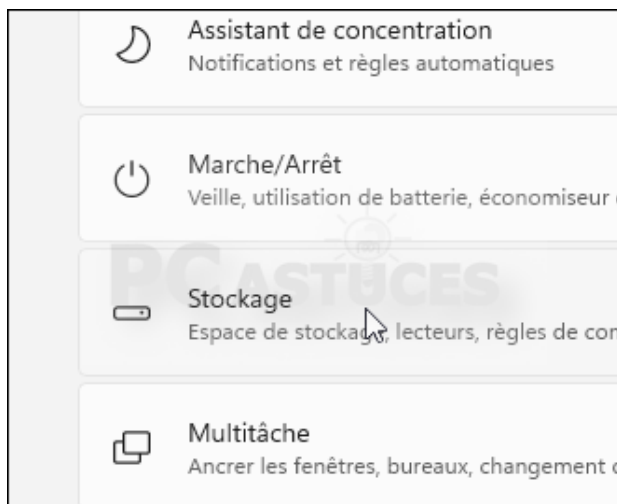 Assistant de concentration
Notifications et règles automatiques
Marche/Arrêt
Veille, utilisation de batterie, économiseur
PC ASTUCES
Stockage
Espace de stockage, lecteurs, règles de con
Multitâche
Ancrer les fenêtres, bureaux, changement